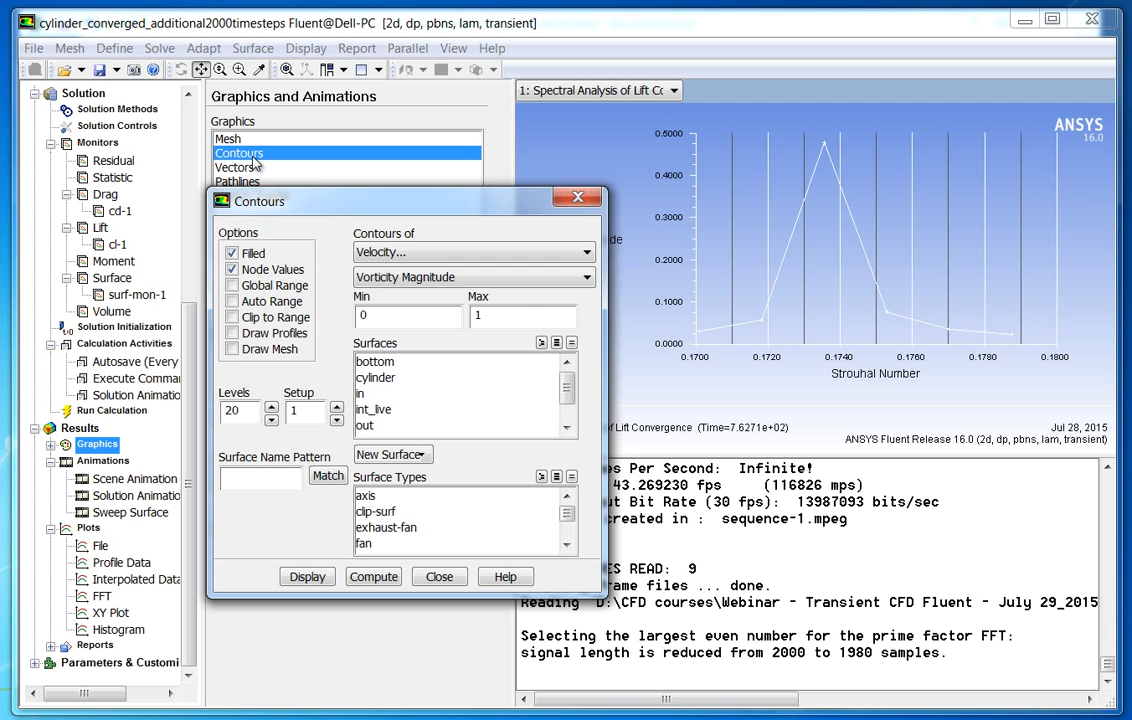 cylinder_converged_additional2000timesteps Fluent@Dell-PC [2d, dp, pbns, lam, transient]
File Mesh Define Solve Adapt Surface Display Report Parallel View Help
Solution
Solution Methods
Solution Controls
Monitors
Residual
Statistic
Drag
cd-1
Lift
cl-1
Moment
Surface
surf-mon-1
Volume
Solution Initialization
Calculation Activities
Autosave (Every
Execute Comma
Solution Animatio
Run Calculation
Results
Graphics
Animations
Scene Animation
Solution Animatio
Sweep Surface
Plots
File
Profile Data
Interpolated Data
FFT
XY Plot
Histogram
Reports
Parameters & Customi
Graphics and Animations
Graphics
Mesh
Contours
Vectors
Pathlines
Contours
Options
Filled
Node Values
Global Range
Auto Range
Clip to Range
Draw Profiles
Draw Mesh
Levels Setup
20 1
Surface Name Pattern
Match
Contours of
Velocity...
Vorticity Magnitude
Min Max
0 1
Surfaces
bottom
cylinder
in
int_live
out
New Surface
Surface Types
axis
clip-surf
exhaust-fan
fan
Display Compute Close Help
1: Spectral Analysis of Lift Cc
ANSYS
16.0
0.5000
0.4000
0.3000
0.2000
0.1000
0.0000
de
0.1700 0.1720 0.1740 0.1760 0.1780 0.1800
Strouhal Number
of Lift Convergence (Time=7.6271e+02)
Jul 28, 2015
ANSYS Fluent Release 16.0 (2d, dp, pbns, lam, transient)
es Per Second: Infinite!
43.269230 fps (116826 mps)
ut Bit Rate (30 fps): 13987093 bits/sec
created in : sequence-1.mpeg
ES READ: 9
rame files ... done.
Reading "D:\CFD courses\Webinar - Transient CFD Fluent - July 29_2015
Selecting the largest even number for the prime factor FFT:
signal length is reduced from 2000 to 1980 samples.